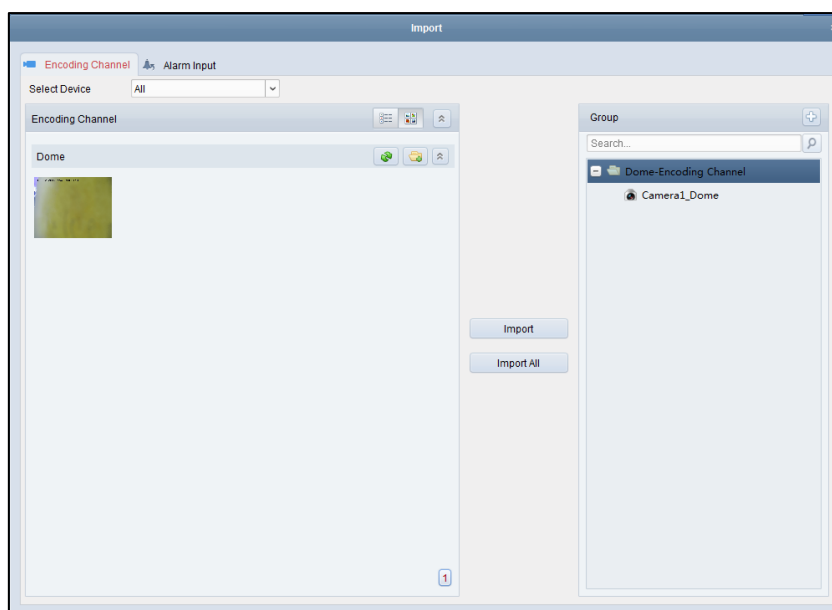 Import
Encoding Channel
Alarm Input
Select Device
All
Encoding Channel
Dome
1
Import
Import All
Group
Search...
Dome-Encoding Channel
Camera1_Dome